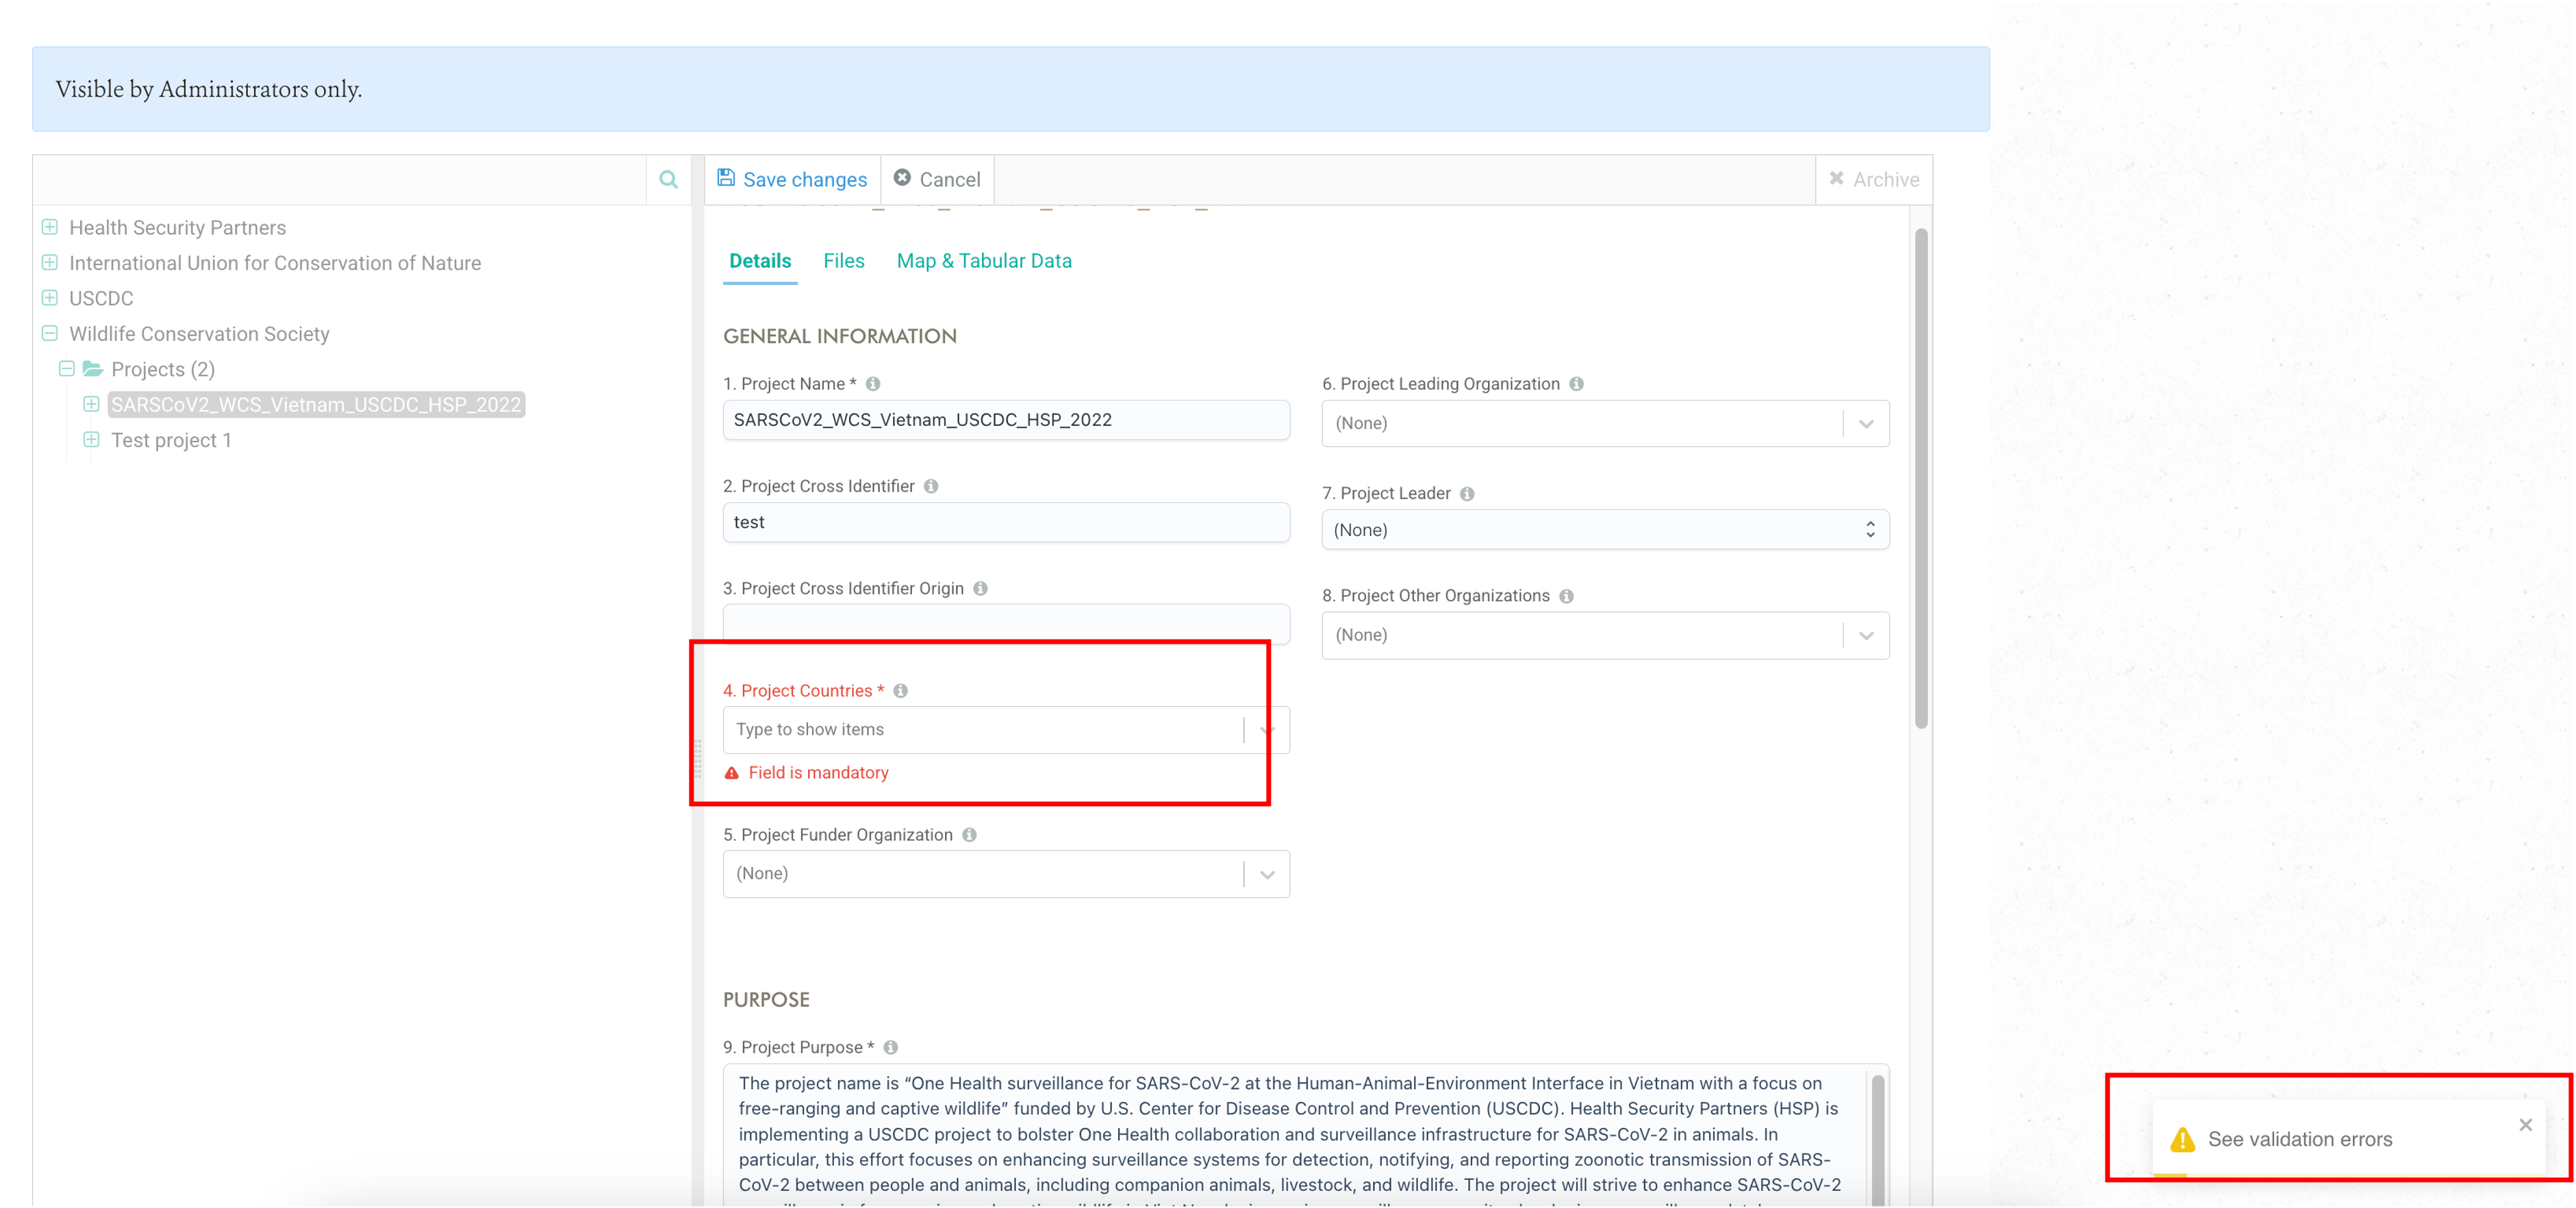 Visible by Administrators only.
Save changes
Cancel
Archive
Health Security Partners
International Union for Conservation of Nature
USCDC
Wildlife Conservation Society
Projects (2)
SARSCoV2_WCS_Vietnam_USCDC_HSP_2022
Test project 1
Details
Files
Map & Tabular Data
GENERAL INFORMATION
1. Project Name *
SARSCoV2_WCS_Vietnam_USCDC_HSP_2022
2. Project Cross Identifier
test
3. Project Cross Identifier Origin
4. Project Countries *
Type to show items
Field is mandatory
5. Project Funder Organization
(None)
6. Project Leading Organization
(None)
7. Project Leader
(None)
8. Project Other Organizations
(None)
PURPOSE
9. Project Purpose *
The project name is “One Health surveillance for SARS-CoV-2 at the Human-Animal-Environment Interface in Vietnam with a focus on
free-ranging and captive wildlife” funded by U.S. Center for Disease Control and Prevention (USCDC). Health Security Partners (HSP) is
implementing a USCDC project to bolster One Health collaboration and surveillance infrastructure for SARS-CoV-2 in animals. In
particular, this effort focuses on enhancing surveillance systems for detection, notifying, and reporting zoonotic transmission of SARS-
CoV-2 between people and animals, including companion animals, livestock, and wildlife. The project will strive to enhance SARS-CoV-2
See validation errors